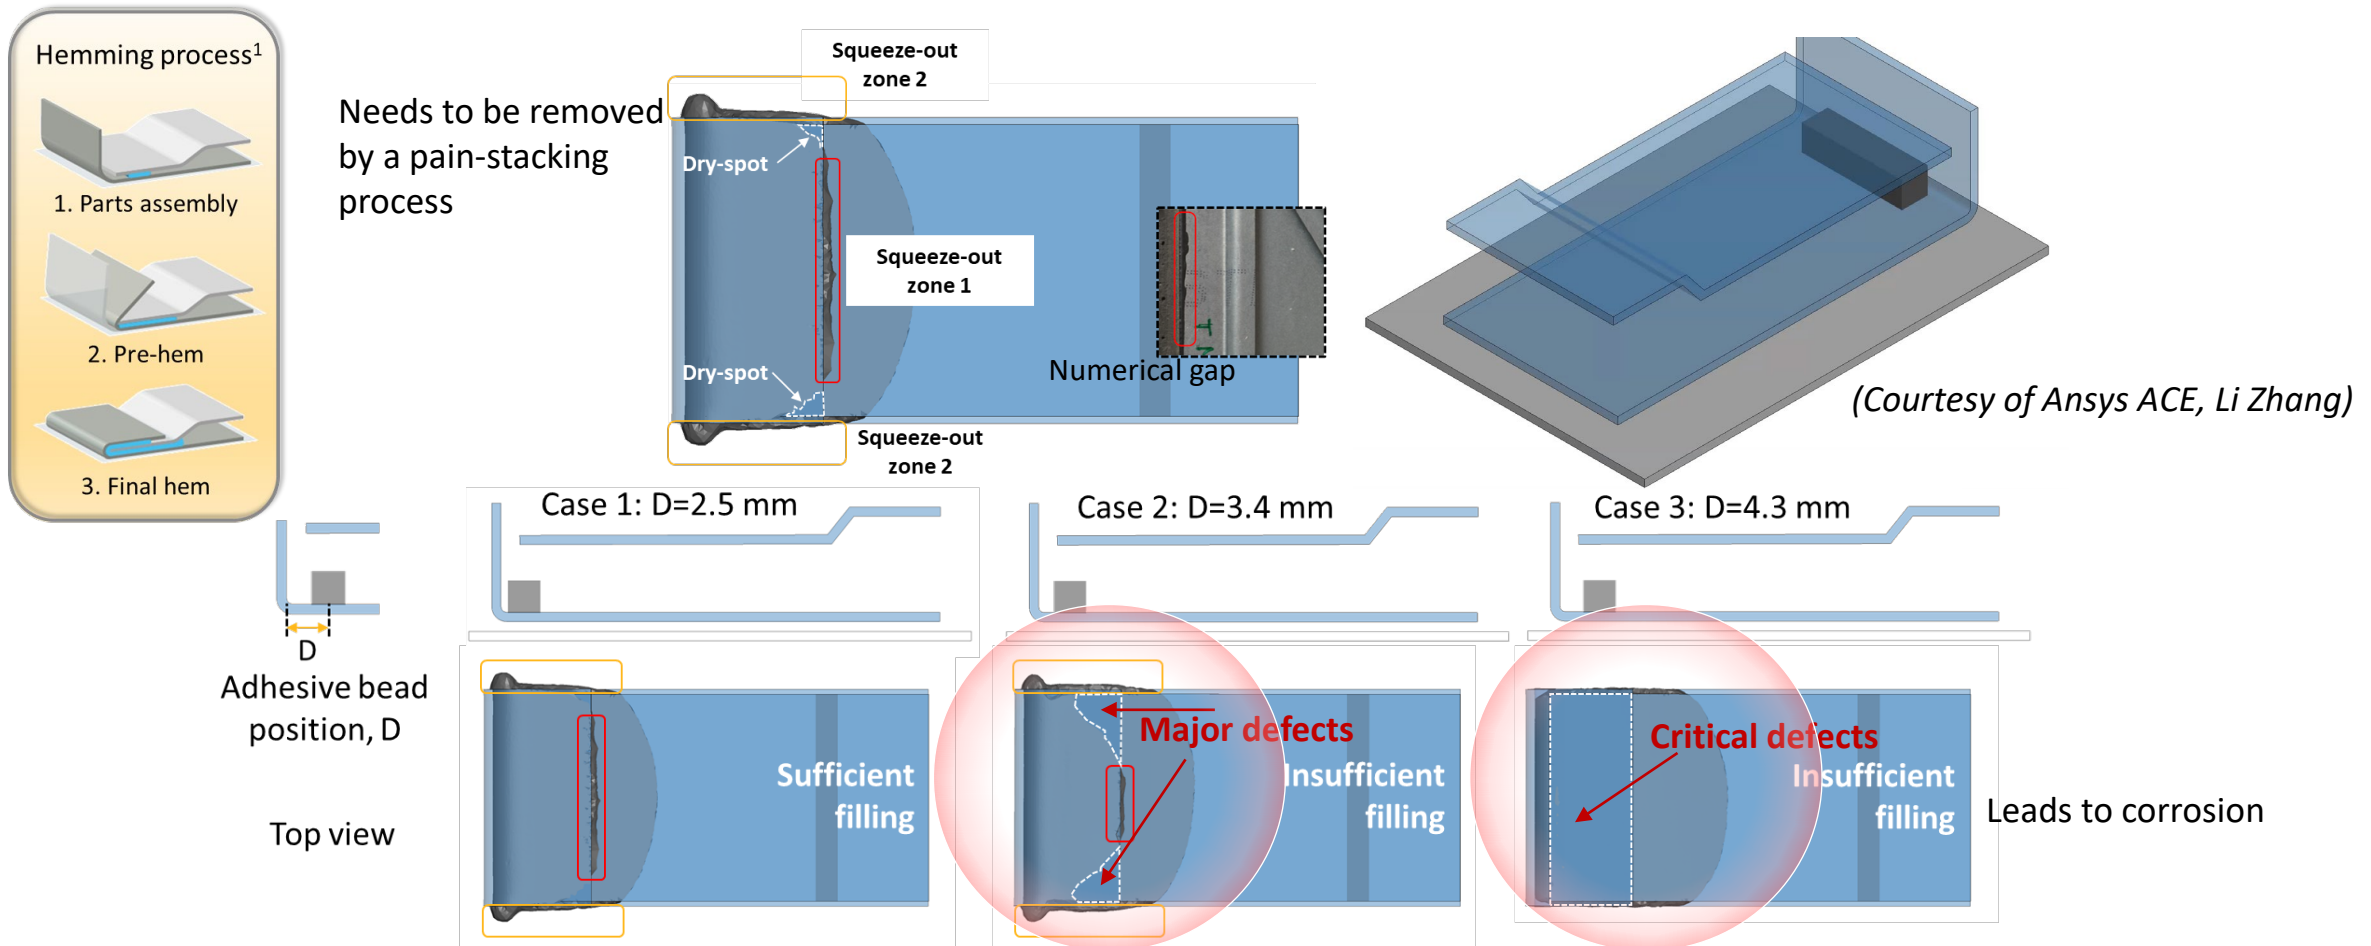 Hemming process1
1. Parts assembly
2. Pre-hem
3. Final hem
Needs to be removed
by a pain-stacking
process
Squeeze-out
zone 2
Dry-spot
Squeeze-out
zone 1
Dry-spot
Squeeze-out
zone 2
Numerical gap
(Courtesy of Ansys ACE, Li Zhang)
D
Adhesive bead
position, D
Top view
Case 1: D=2.5 mm
Sufficient
filling
Case 2: D=3.4 mm
Major defects
Insufficient
filling
Case 3: D=4.3 mm
Critical defects
Insufficient
filling
Leads to corrosion